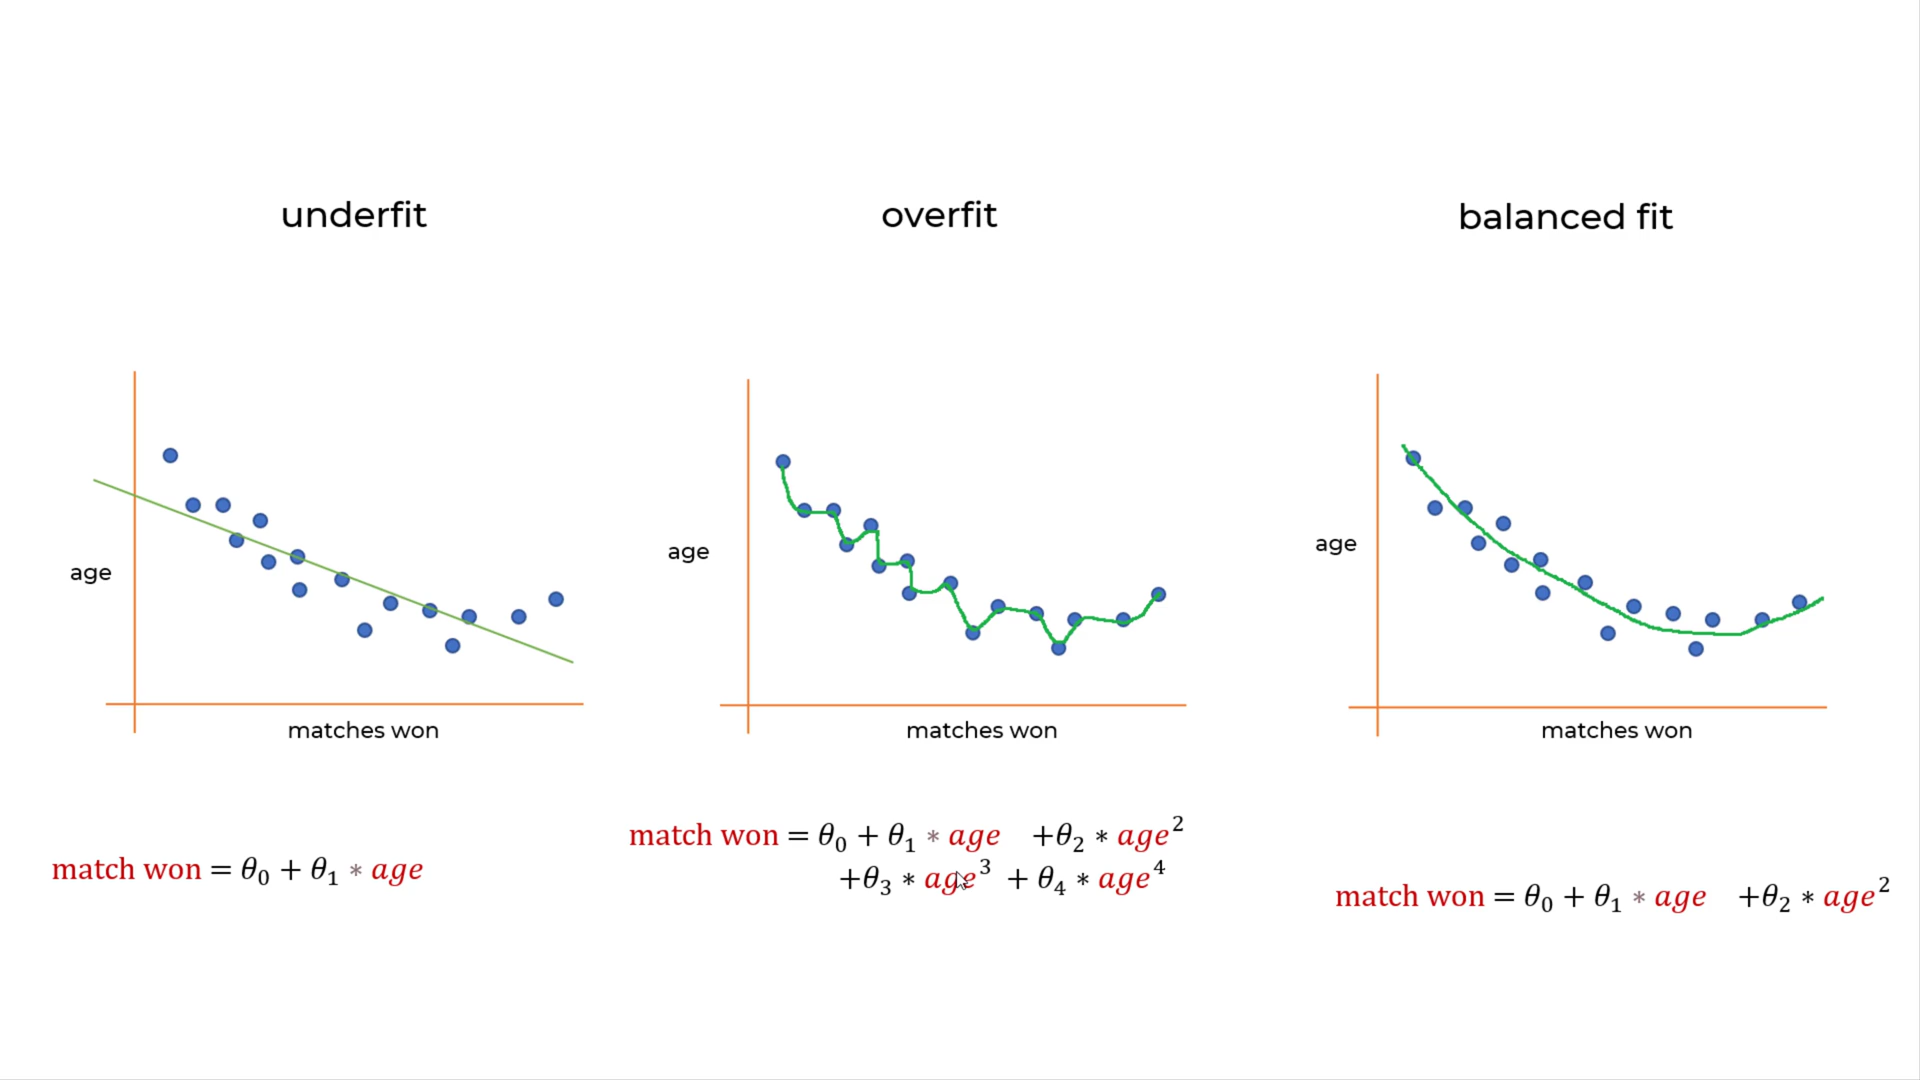 underfit
overfit
balanced fit
age
matches won
age
matches won
age
matches won
match won = θ₀ + θ₁ * age
match won = θ₀ + θ₁ * age +θ₂ * age²
+θ₃ * age³ + θ₄ * age⁴
match won = θ₀ + θ₁ * age +θ₂ * age²